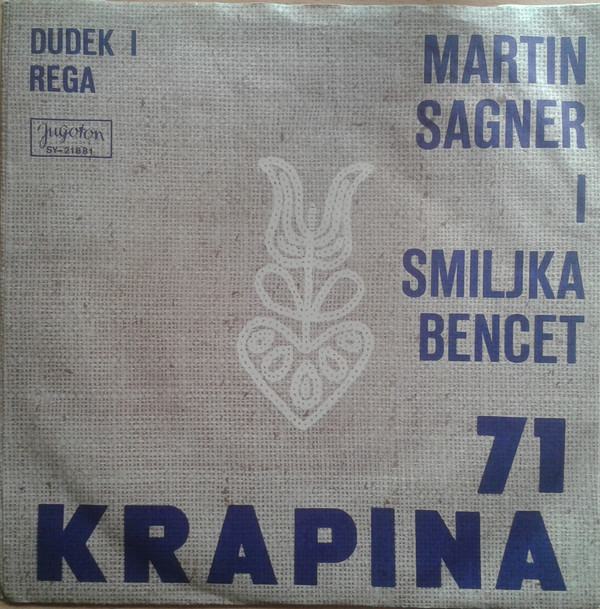 DUDEK I
REGA
Jugoton
SY-21881
MARTIN
SAGNER
I
SMILJKA
BENCET
71
KRAPINA